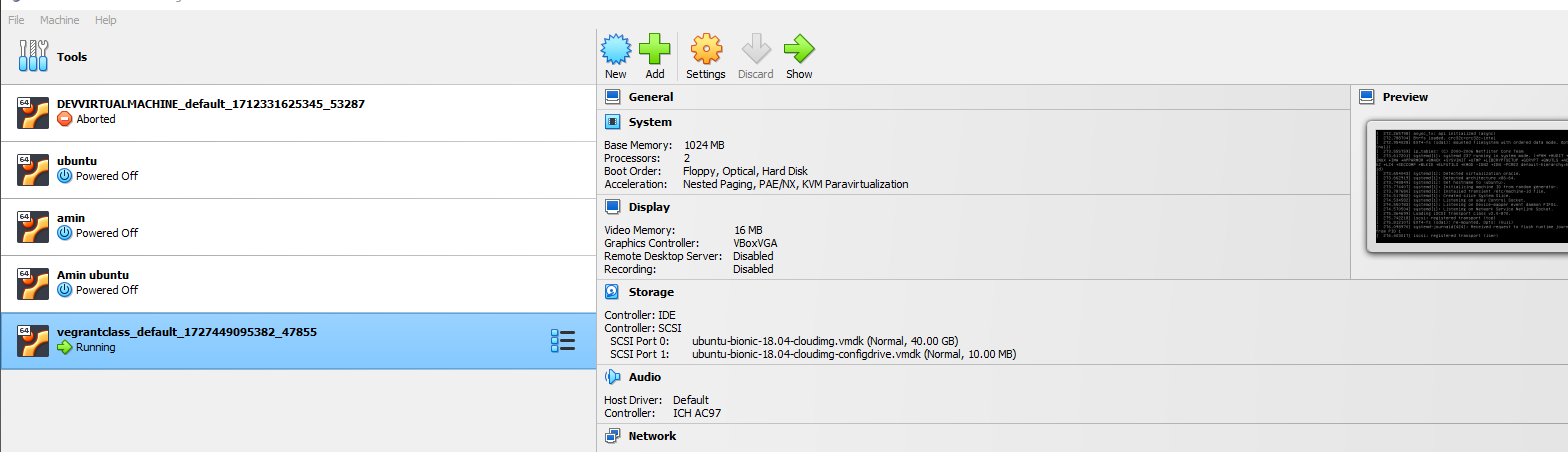 File Machine Help
Tools
New Add Settings Discard Show
64 DEVVIRTUALMACHINE_default_1712331625345_53287
Aborted
64 ubuntu
Powered Off
64 amin
Powered Off
64 Amin ubuntu
Powered Off
64 vegrantclass_default_1727449095382_47855
Running
General
System
Base Memory: 1024 MB
Processors: 2
Boot Order: Floppy, Optical, Hard Disk
Acceleration: Nested Paging, PAE/NX, KVM Paravirtualization
Display
Video Memory: 16 MB
Graphics Controller: VBoxVGA
Remote Desktop Server: Disabled
Recording: Disabled
Storage
Controller: IDE
Controller: SCSI
SCSI Port 0: ubuntu-bionic-18.04-cloudimg.vmdk (Normal, 40.00 GB)
SCSI Port 1: ubuntu-bionic-18.04-cloudimg-configdrive.vmdk (Normal, 10.00 MB)
Audio
Host Driver: Default
Controller: ICH AC97
Network
Preview